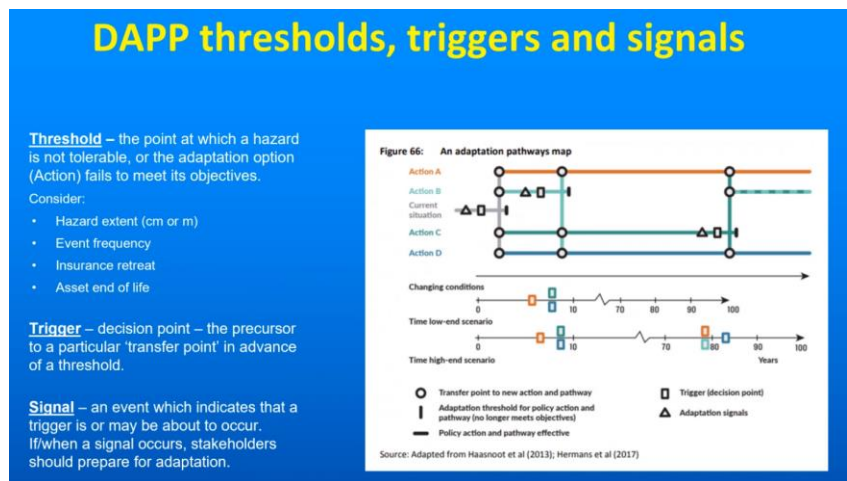 DAPP thresholds, triggers and signals
Threshold – the point at which a hazard
is not tolerable, or the adaptation option
(Action) fails to meet its objectives.
Consider:
• Hazard extent (cm or m)
• Event frequency
• Insurance retreat
• Asset end of life
Trigger – decision point – the precursor
to a particular ‘transfer point’ in advance
of a threshold.
Signal – an event which indicates that a
trigger is or may be about to occur.
If/when a signal occurs, stakeholders
should prepare for adaptation.
Figure 66: An adaptation pathways map
Action A
Action B
Current
situation
Action C
Action D
Changing conditions
0 10 70 80 90 100
Time low-end scenario
0 10 70 80 90 100
Time high-end scenario Years
Transfer point to new action and pathway
Adaptation threshold for policy action and
pathway (no longer meets objectives)
Policy action and pathway effective
Trigger (decision point)
Adaptation signals
Source: Adapted from Haasnoot et al (2013); Hermans et al (2017)